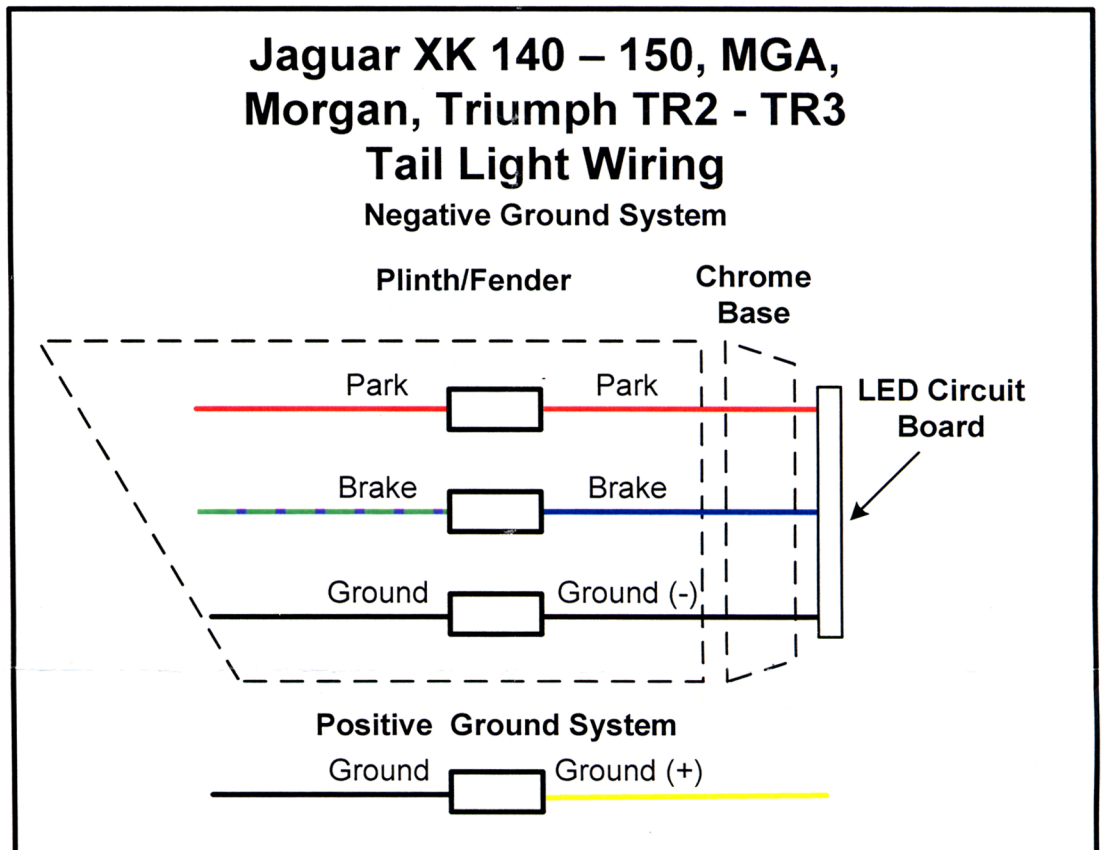 Jaguar XK 140 – 150, MGA,
Morgan, Triumph TR2 - TR3
Tail Light Wiring
Negative Ground System
Plinth/Fender
Chrome
Base
Park
Park
LED Circuit
Board
Brake
Brake
Ground
Ground (-)
Positive Ground System
Ground
Ground (+)